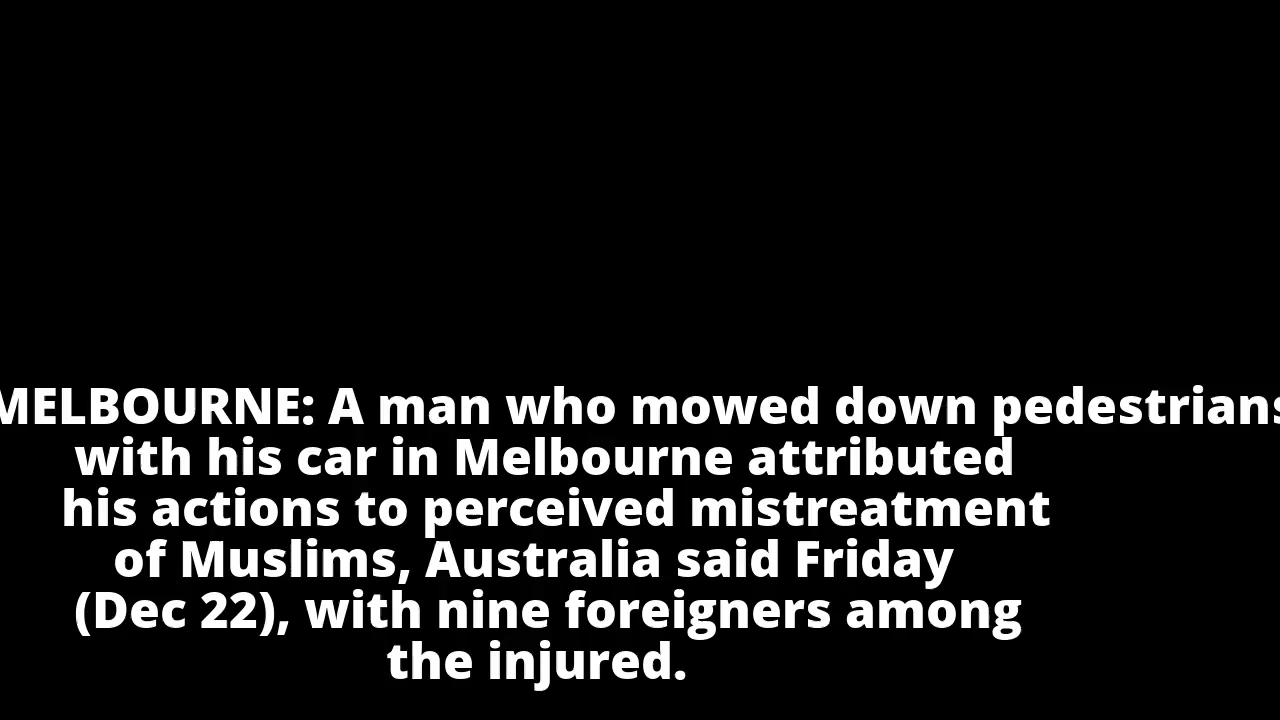 MELBOURNE: A man who mowed down pedestrians
with his car in Melbourne attributed
his actions to perceived mistreatment
of Muslims, Australia said Friday
(Dec 22), with nine foreigners among
the injured.